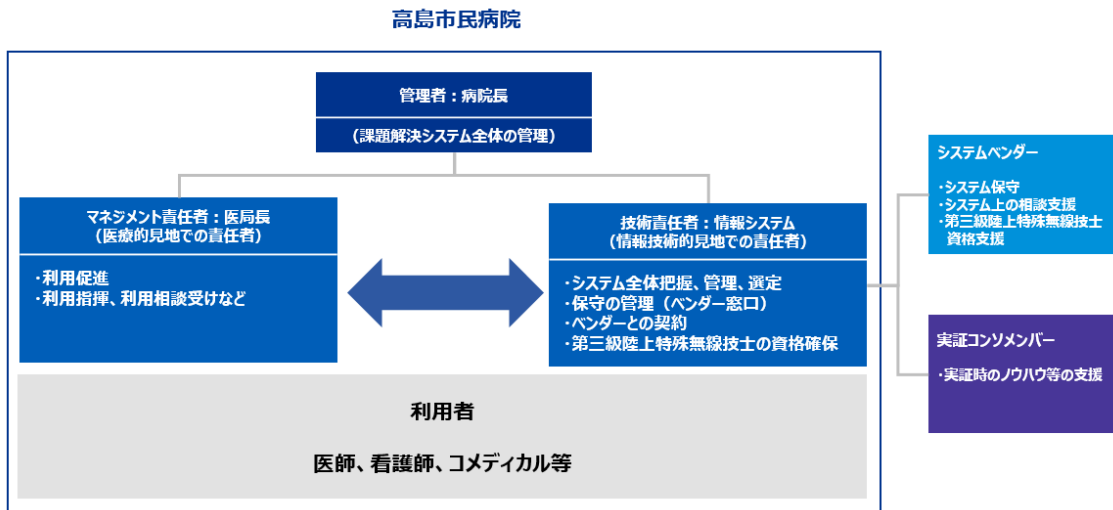 高島市民病院
管理者：病院長
(課題解決システム全体の管理)
マネジメント責任者：医局長
(医療的見地での責任者)
・利用促進
・利用指揮、利用相談受けなど
技術責任者：情報システム
(情報技術的見地での責任者)
・システム全体把握、管理、選定
・保守の管理（ベンダー窓口）
・ベンダーとの契約
・第三級陸上特殊無線技士の資格確保
利用者
医師、看護師、コメディカル等
システムベンダー
・システム保守
・システム上の相談支援
・第三級陸上特殊無線技士
資格支援
実証コンソメンバー
・実証時のノウハウ等の支援